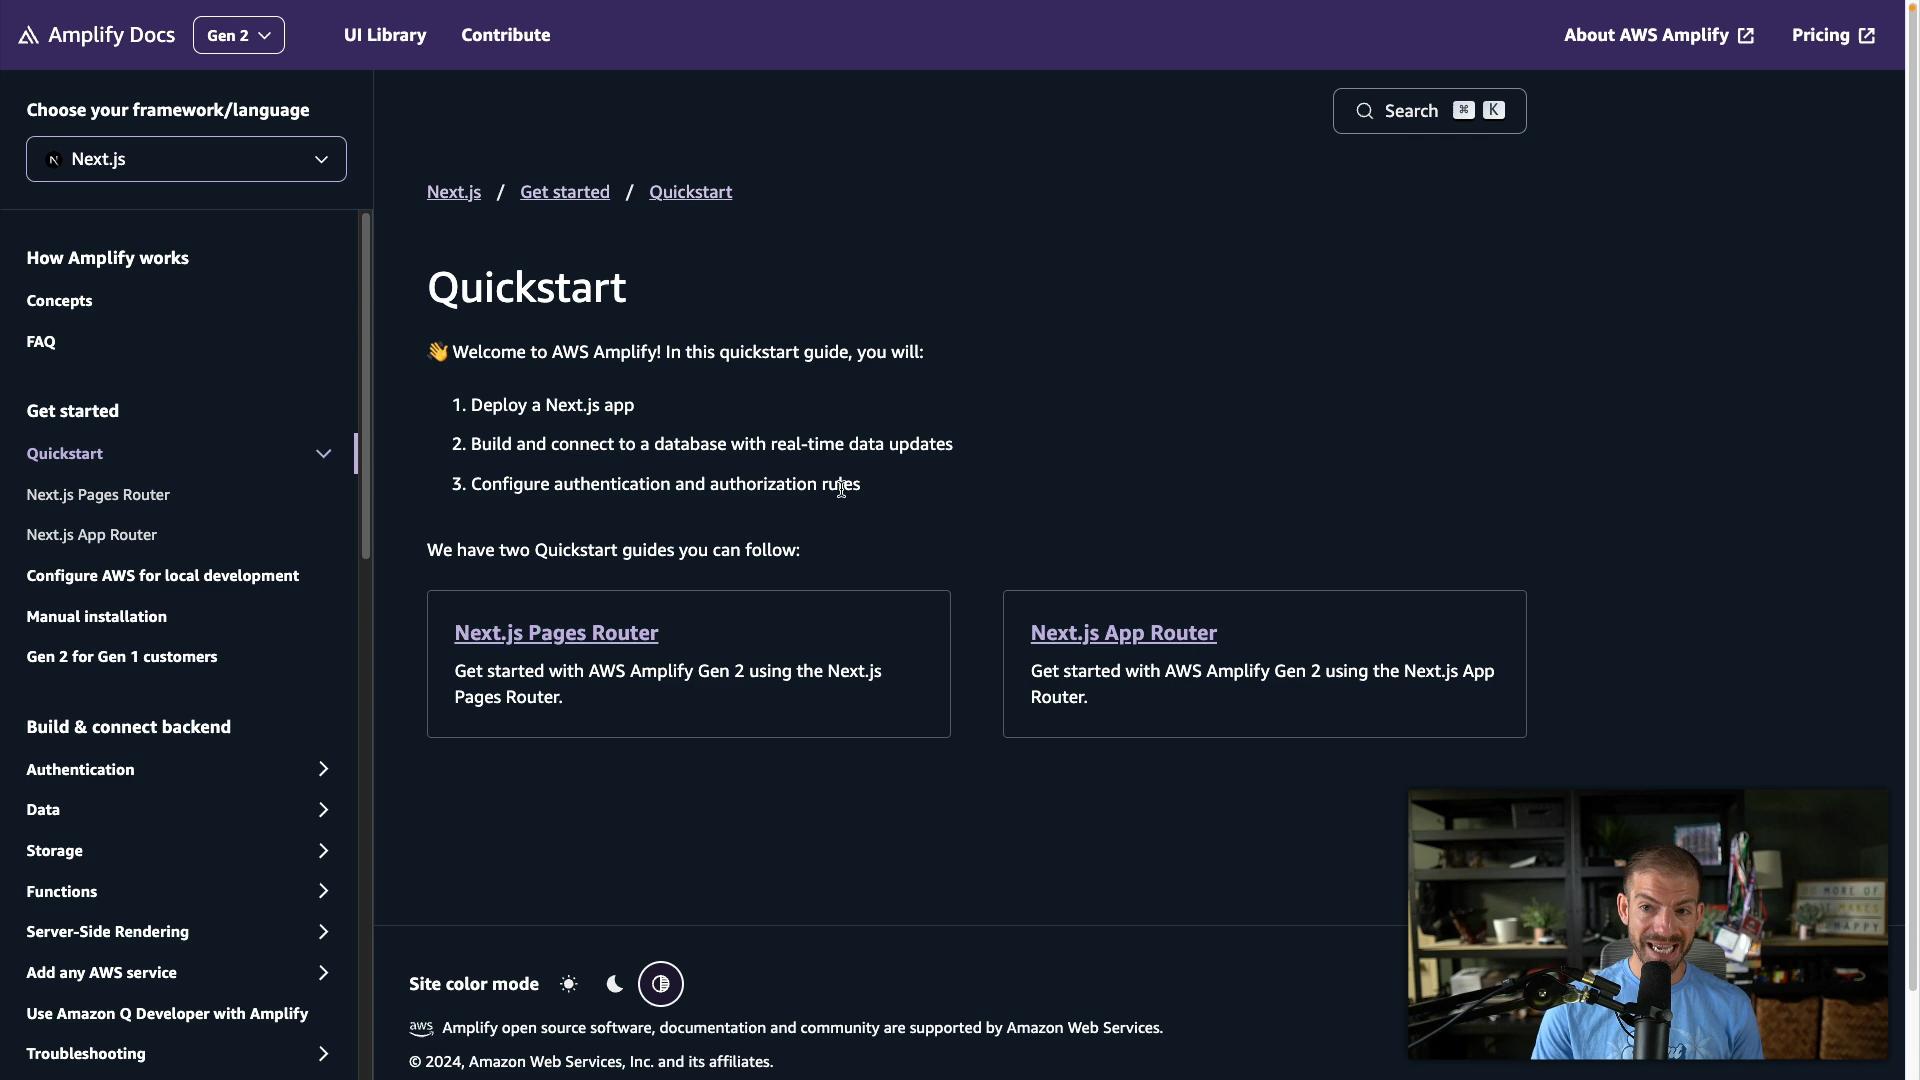 Amplify Docs
Gen 2
UI Library
Contribute
About AWS Amplify
Pricing
Choose your framework/language
N Next.js
How Amplify works
Concepts
FAQ
Get started
Quickstart
Next.js Pages Router
Next.js App Router
Configure AWS for local development
Manual installation
Gen 2 for Gen 1 customers
Build & connect backend
Authentication
Data
Storage
Functions
Server-Side Rendering
Add any AWS service
Use Amazon Q Developer with Amplify
Troubleshooting
Search ⌘ K
Next.js / Get started / Quickstart
Quickstart
👋 Welcome to AWS Amplify! In this quickstart guide, you will:
1. Deploy a Next.js app
2. Build and connect to a database with real-time data updates
3. Configure authentication and authorization rules
We have two Quickstart guides you can follow:
Next.js Pages Router
Get started with AWS Amplify Gen 2 using the Next.js
Pages Router.
Next.js App Router
Get started with AWS Amplify Gen 2 using the Next.js App
Router.
MORE OF
MAKES
HAPPY
Site color mode
aws Amplify open source software, documentation and community are supported by Amazon Web Services.
© 2024, Amazon Web Services, Inc. and its affiliates.